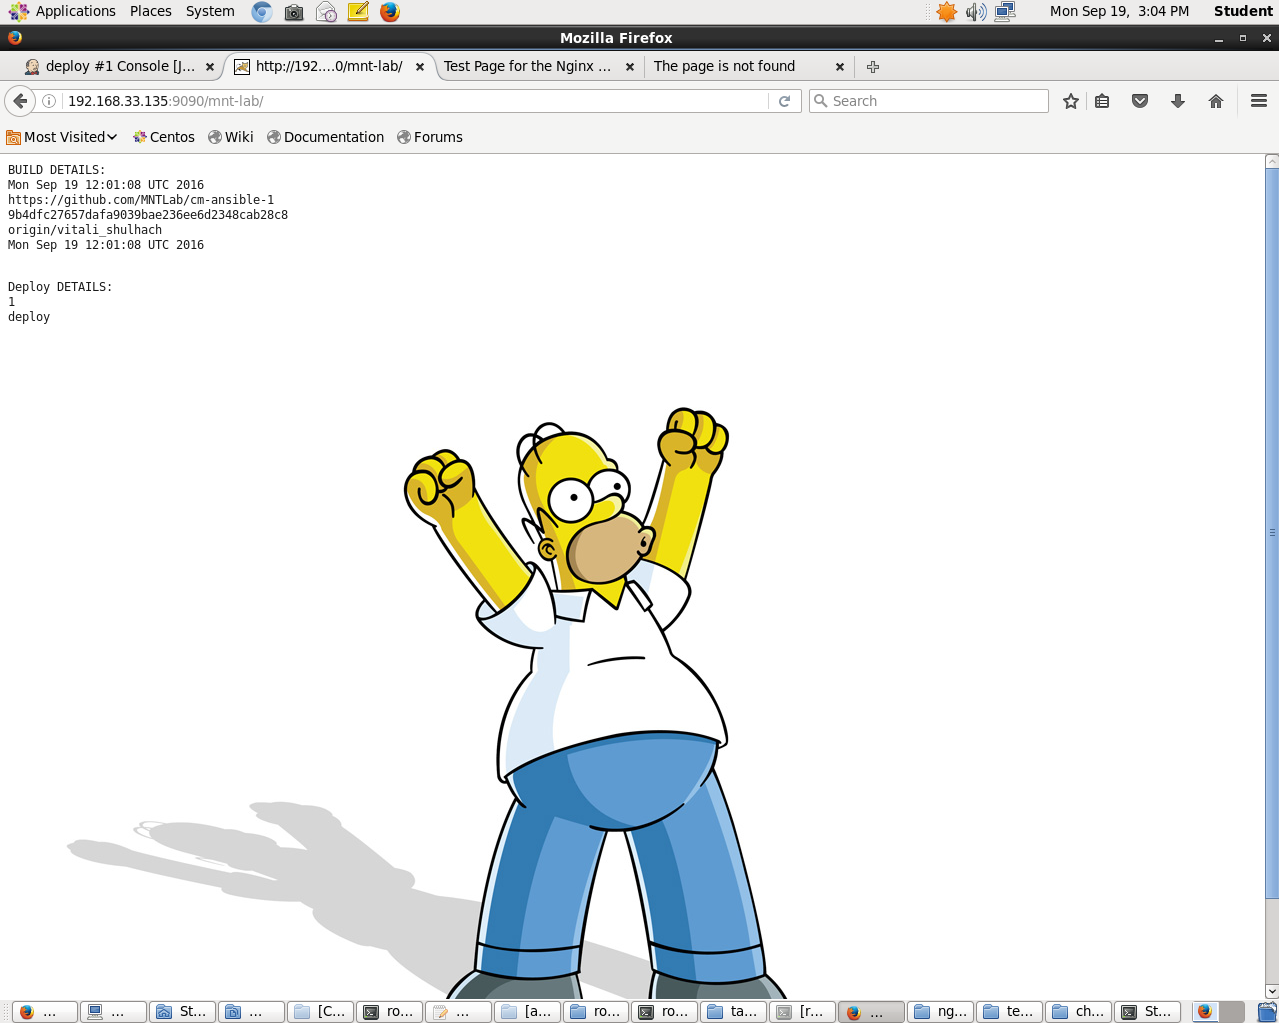 Applications Places System Mon Sep 19, 3:04 PM Student
Mozilla Firefox
deploy #1 Console [J... http://192....0/mnt-lab/ Test Page for the Nginx ... The page is not found
192.168.33.135:9090/mnt-lab/ Search
Most Visited Centos Wiki Documentation Forums
BUILD DETAILS:
Mon Sep 19 12:01:08 UTC 2016
https://github.com/MNTLab/cm-ansible-1
9b4dfc27657dafa9039bae236ee6d2348cab28c8
origin/vitali_shulhach
Mon Sep 19 12:01:08 UTC 2016
Deploy DETAILS:
1
deploy
... ... St... ... [C... ro... ... [a... ro... ro... ta... [r... ... ng... te... ch... St...